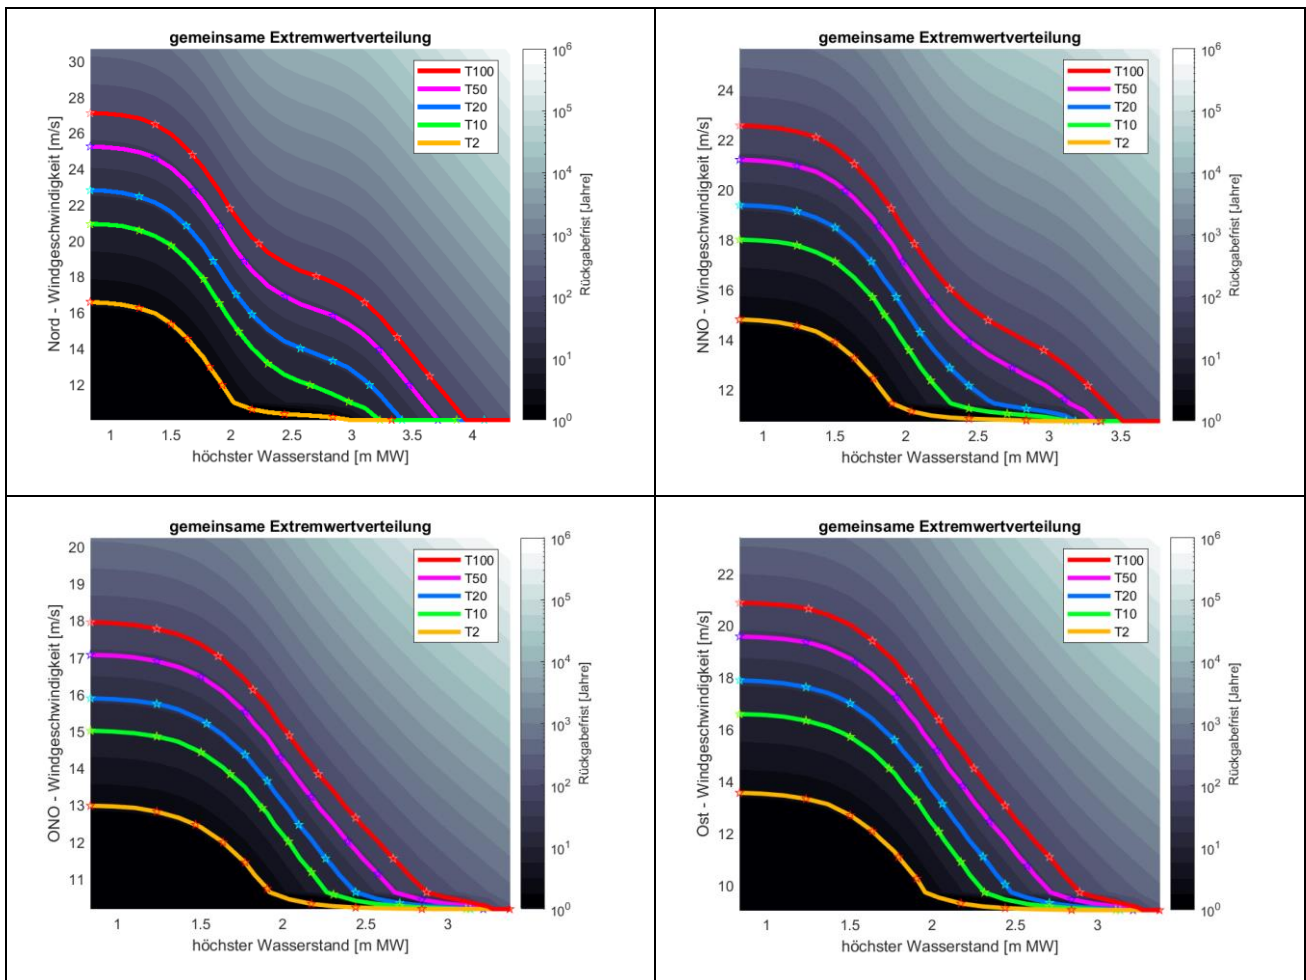 gemeinsame Extremwertverteilung
Nord - Windgeschwindigkeit [m/s]
30
28
26
24
22
20
18
16
14
12
1
1.5
2
2.5
3
3.5
4
höchster Wasserstand [m MW]
T100
T50
T20
T10
T2
10^6
10^5
10^4
10^3
10^2
10^1
10^0
Rückgabefrist [Jahre]
gemeinsame Extremwertverteilung
NNO - Windgeschwindigkeit [m/s]
24
22
20
18
16
14
12
1
1.5
2
2.5
3
3.5
höchster Wasserstand [m MW]
T100
T50
T20
T10
T2
10^6
10^5
10^4
10^3
10^2
10^1
10^0
Rückgabefrist [Jahre]
gemeinsame Extremwertverteilung
ONO - Windgeschwindigkeit [m/s]
20
19
18
17
16
15
14
13
12
11
1
1.5
2
2.5
3
höchster Wasserstand [m MW]
T100
T50
T20
T10
T2
10^6
10^5
10^4
10^3
10^2
10^1
10^0
Rückgabefrist [Jahre]
gemeinsame Extremwertverteilung
Ost - Windgeschwindigkeit [m/s]
22
20
18
16
14
12
10
1
1.5
2
2.5
3
höchster Wasserstand [m MW]
T100
T50
T20
T10
T2
10^6
10^5
10^4
10^3
10^2
10^1
10^0
Rückgabefrist [Jahre]